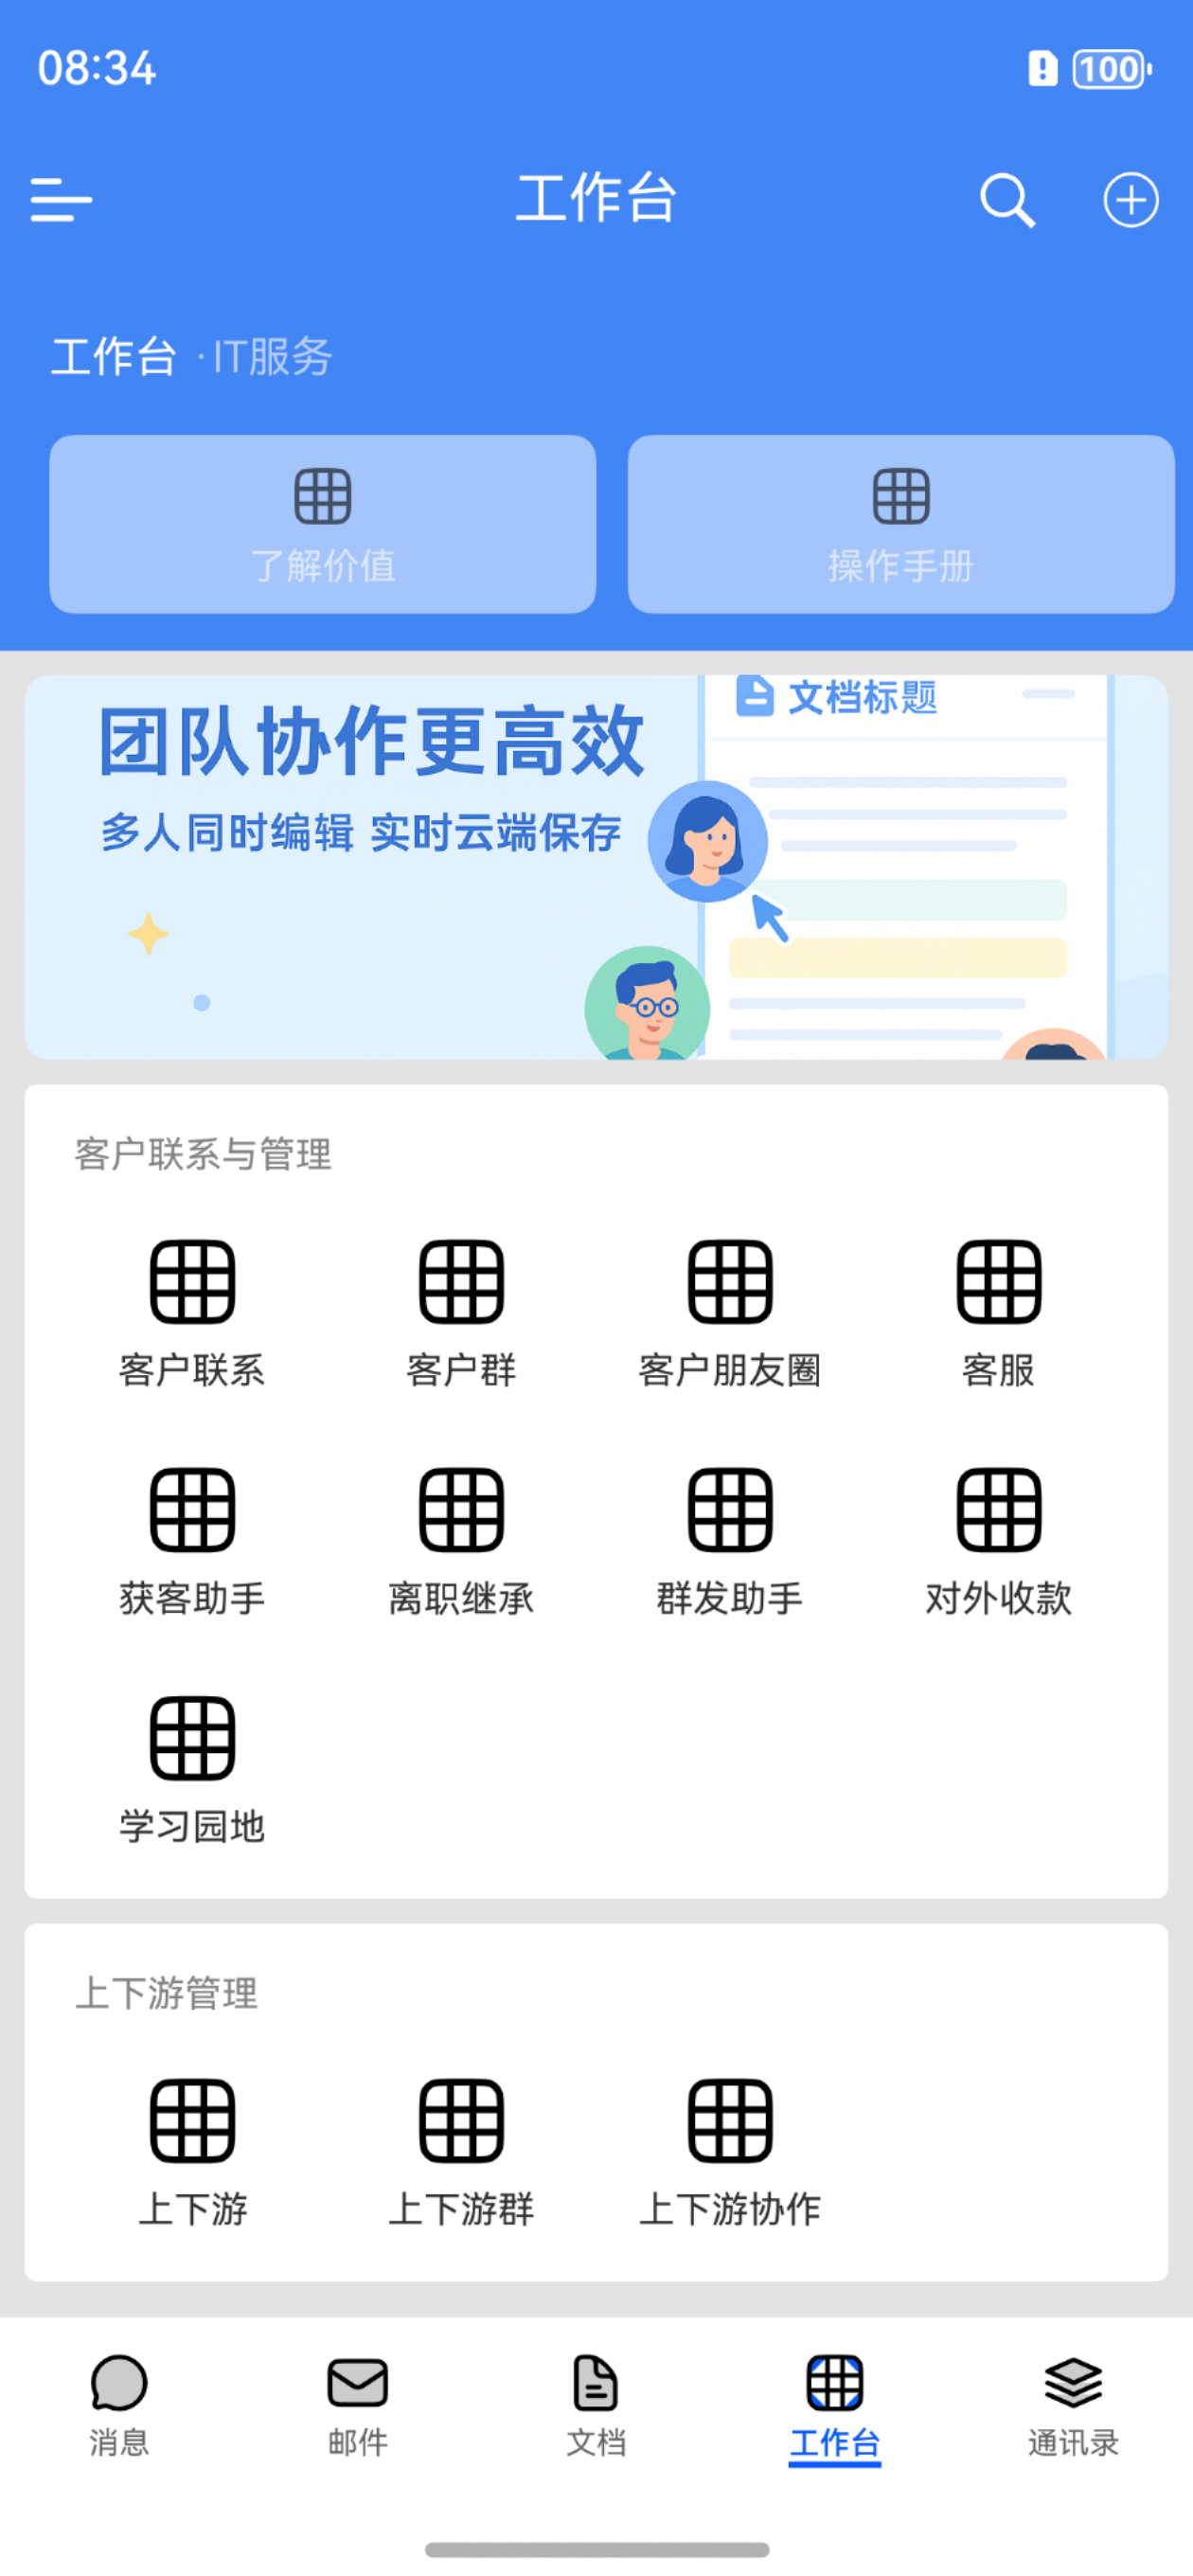 08:34
100
工作台
工作台 ·IT服务
了解价值
操作手册
团队协作更高效
文档标题
多人同时编辑 实时云端保存
客户联系与管理
客户联系
客户群
客户朋友圈
客服
获客助手
离职继承
群发助手
对外收款
学习园地
上下游管理
上下游
上下游群
上下游协作
消息
邮件
文档
工作台
通讯录